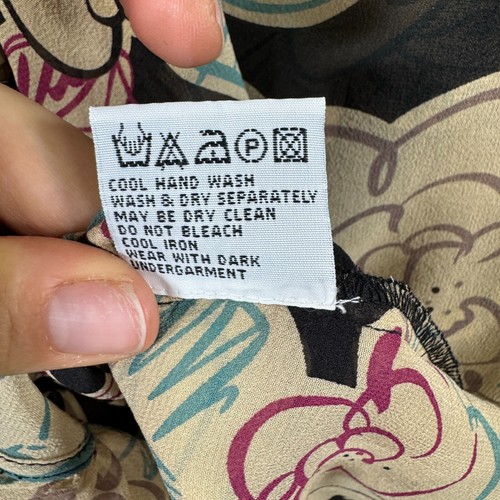 P
COOL HAND WASH
WASH & DRY SEPARATELY
MAY BE DRY CLEAN
DO NOT BLEACH
COOL IRON
WEAR WITH DARK
UNDERGARMENT